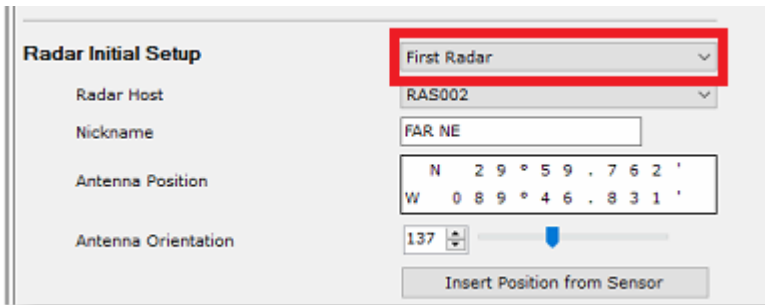 Radar Initial Setup First Radar
Radar Host RAS002
Nickname FAR NE
Antenna Position N 29°59.762'
W 089°46.831'
Antenna Orientation 137
Insert Position from Sensor